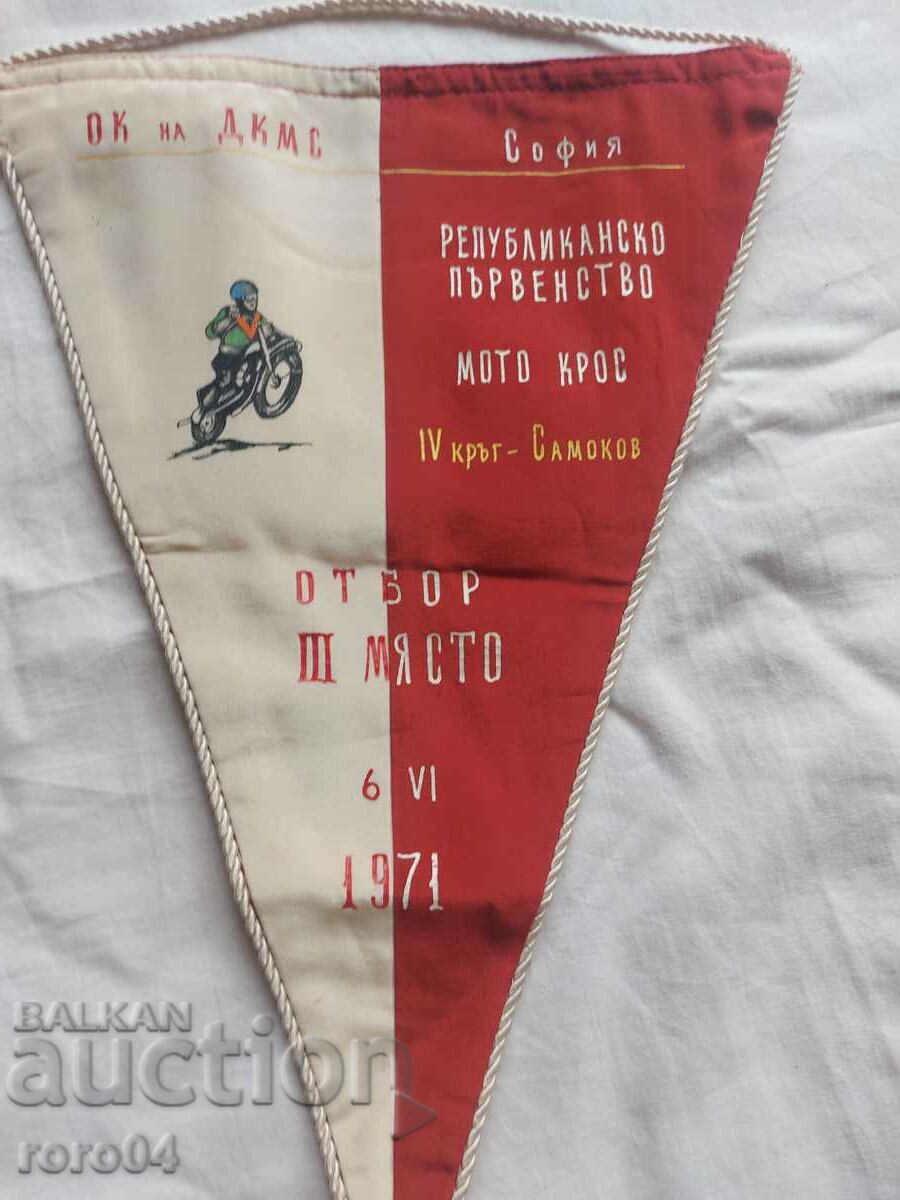 ОК на ДКМС София
РЕПУБЛИКАНСКО
ПЪРВЕНСТВО
МОТО КРОС
IV кръг - Самоков
ОТБОР
III МЯСТО
6 VI
1971
BALKAN
auction
roro04